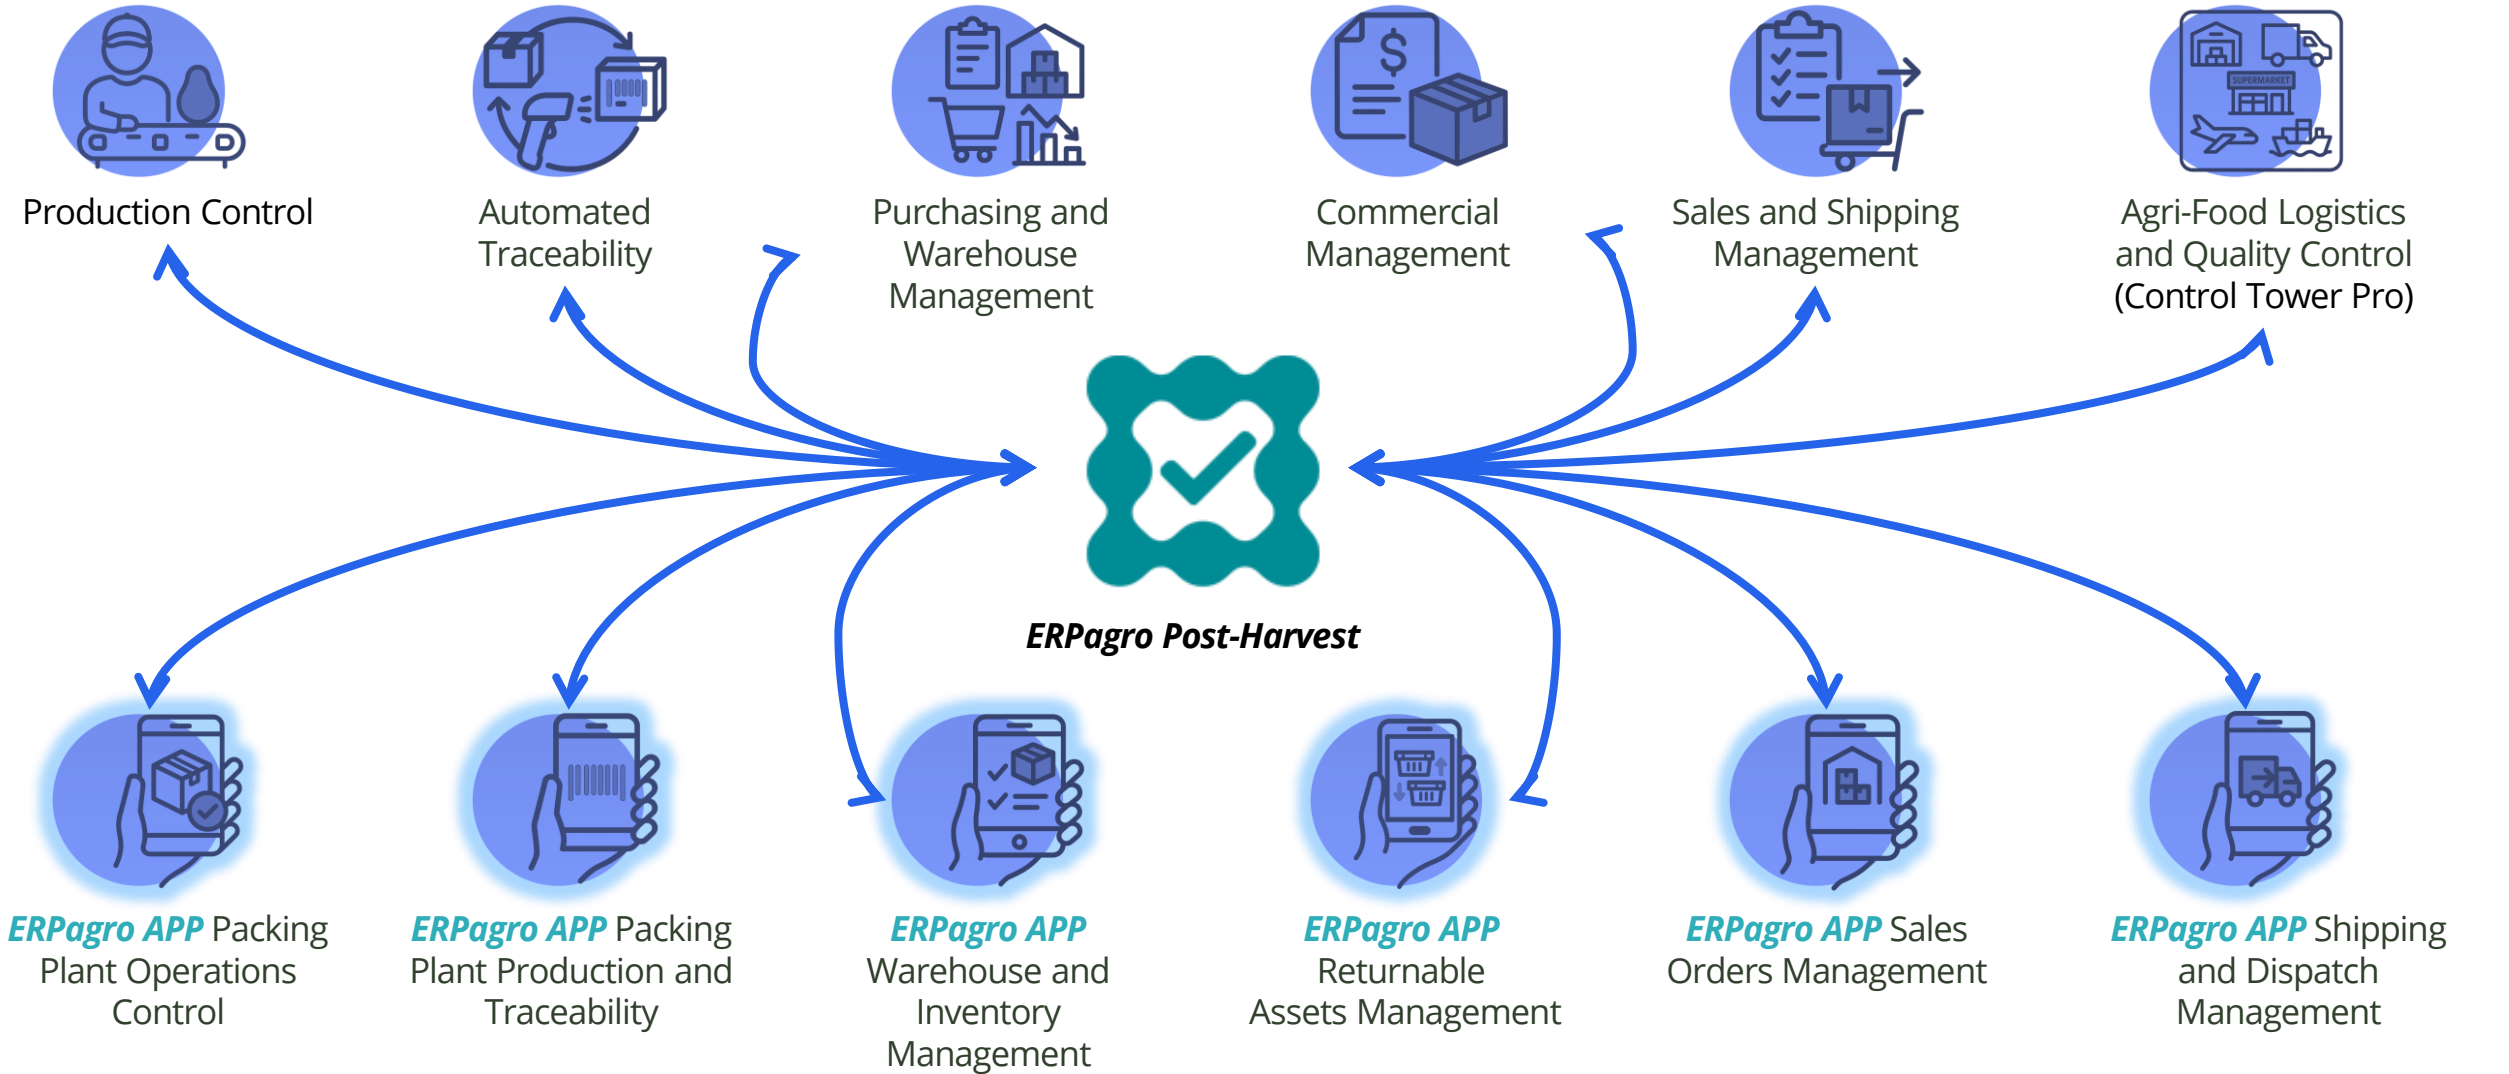 SUPERMARKET
Production Control
Automated
Traceability
Purchasing and
Warehouse
Management
Commercial
Management
Sales and Shipping
Management
Agri-Food Logistics
and Quality Control
(Control Tower Pro)
ERPagro Post-Harvest
ERPagro APP Packing
Plant Operations
Control
ERPagro APP Packing
Plant Production and
Traceability
ERPagro APP
Warehouse and
Inventory
Management
ERPagro APP
Returnable
Assets Management
ERPagro APP Sales
Orders Management
ERPagro APP Shipping
and Dispatch
Management